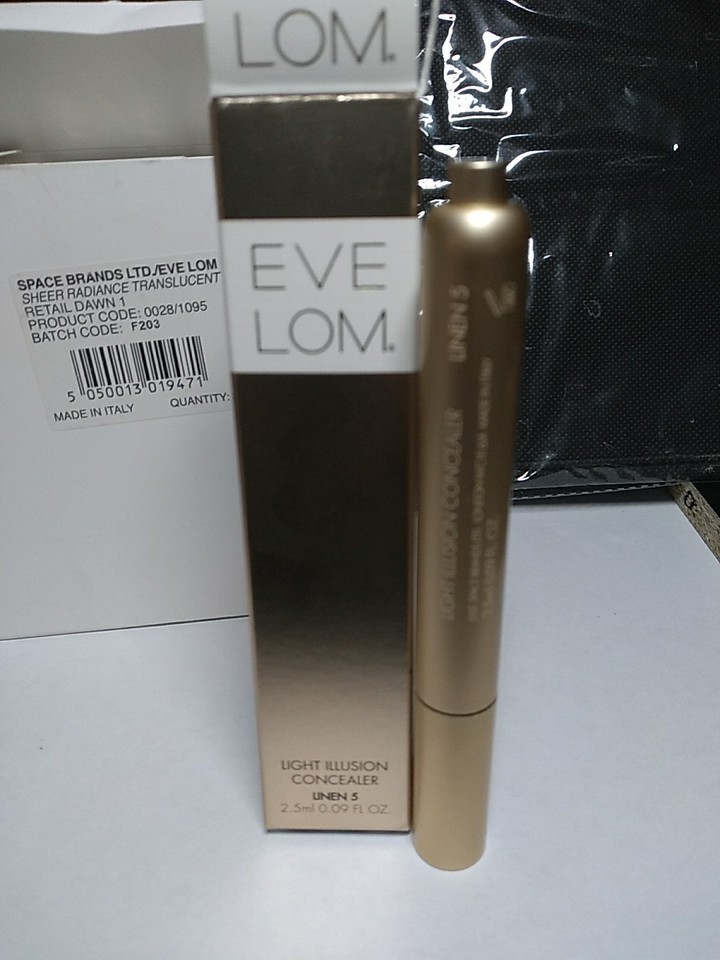 LOM.
SPACE BRANDS LTD./EVE LOM
SHEER RADIANCE TRANSLUCENT
RETAIL DAWN 1
PRODUCT CODE: 0028/1095
BATCH CODE: F203
5 050013 019471
MADE IN ITALY QUANTITY:
EVE
LOM.
LIGHT ILLUSION
CONCEALER
LINEN 5
2.5ml 0.09 FL OZ.
LIGHT ILLUSION CONCEALER LINEN 5